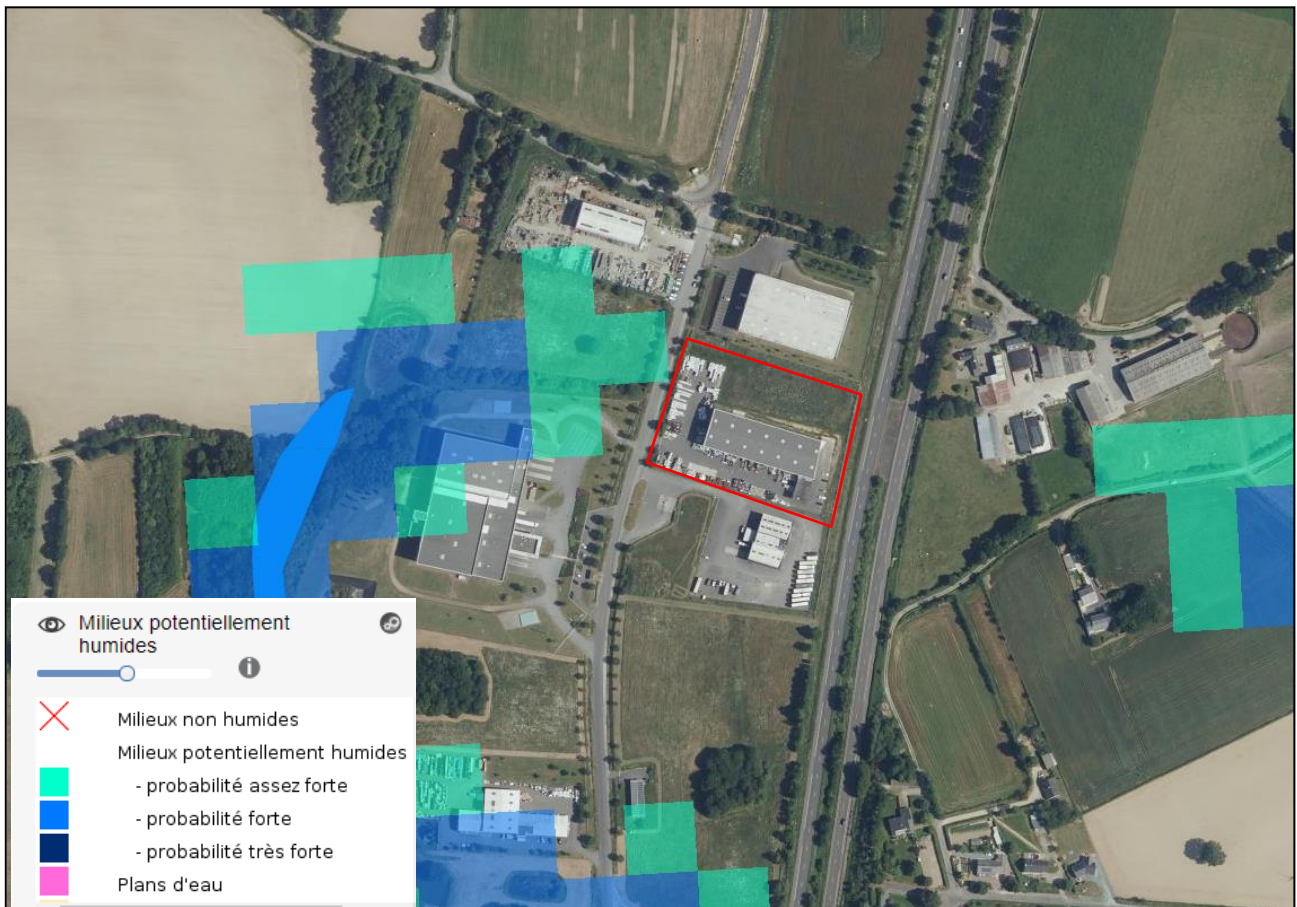 Milieux potentiellement
humides
Milieux non humides
Milieux potentiellement humides
- probabilité assez forte
- probabilité forte
- probabilité très forte
Plans d'eau